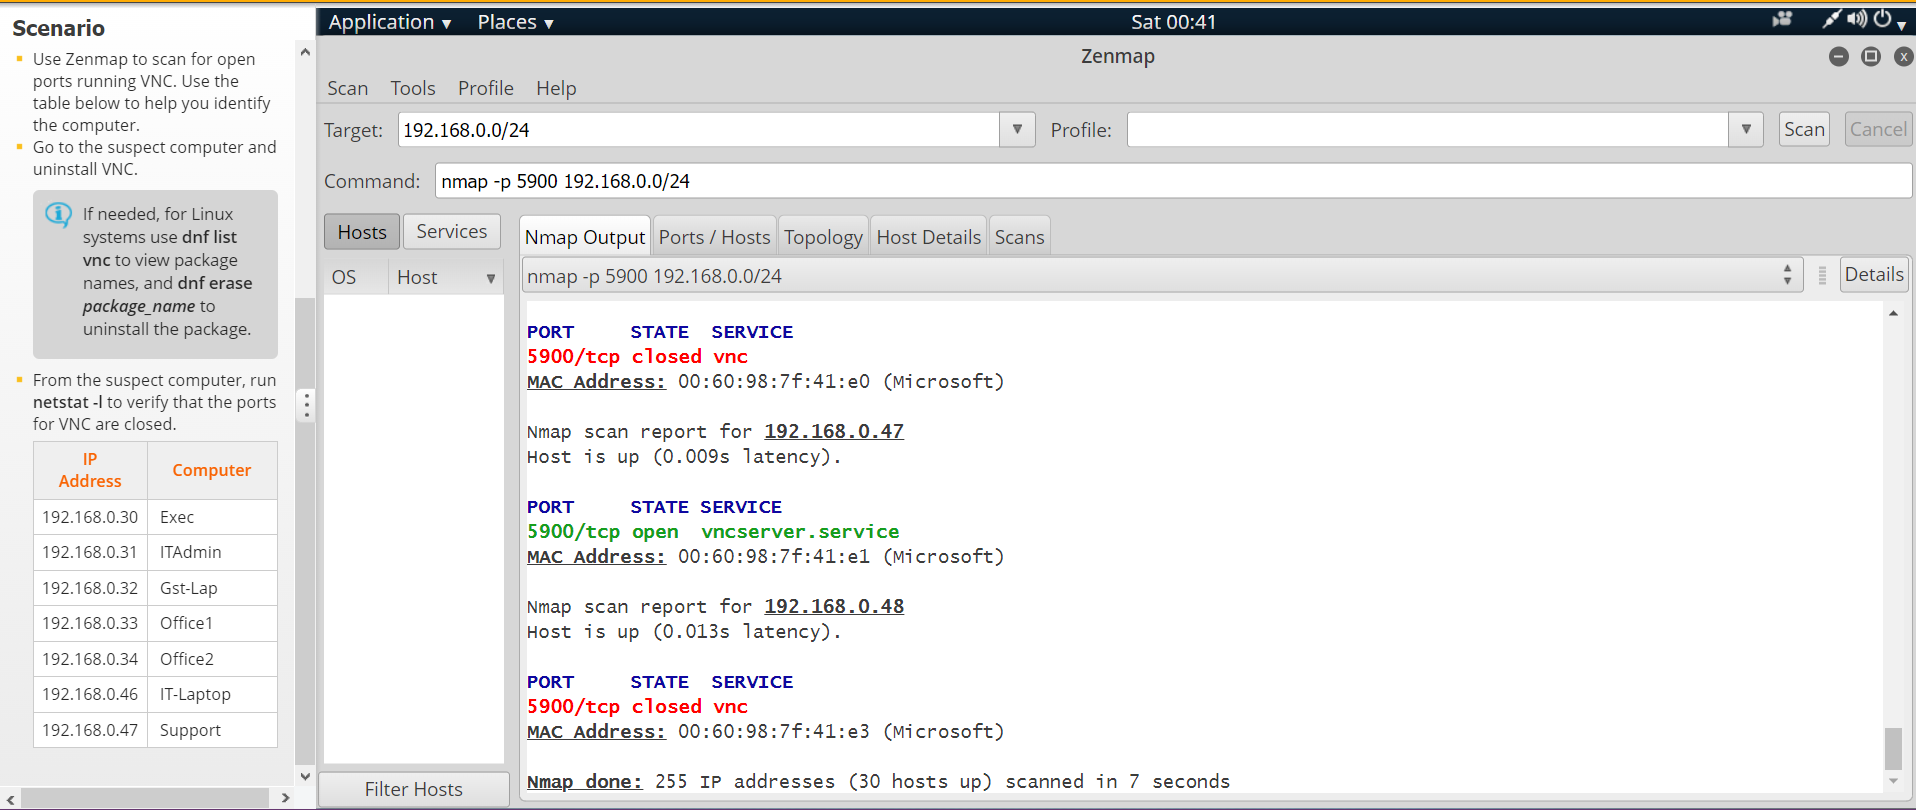 Scenario
Use Zenmap to scan for open
ports running VNC. Use the
table below to help you identify
the computer.
Go to the suspect computer and
uninstall VNC.
If needed, for Linux
systems use dnf list
vnc to view package
names, and dnf erase
package_name to
uninstall the package.
From the suspect computer, run
netstat -l to verify that the ports
for VNC are closed.
IP
Address
Computer
192.168.0.30 Exec
192.168.0.31 ITAdmin
192.168.0.32 Gst-Lap
192.168.0.33 Office1
192.168.0.34 Office2
192.168.0.46 IT-Laptop
192.168.0.47 Support
Application Places Sat 00:41
Zenmap
Scan Tools Profile Help
Target: 192.168.0.0/24 Profile: Scan Cancel
Command: nmap -p 5900 192.168.0.0/24
Hosts Services
OS Host
Filter Hosts
Nmap Output Ports / Hosts Topology Host Details Scans
nmap -p 5900 192.168.0.0/24 Details
PORT STATE SERVICE
5900/tcp closed vnc
MAC Address: 00:60:98:7f:41:e0 (Microsoft)
Nmap scan report for 192.168.0.47
Host is up (0.009s latency).
PORT STATE SERVICE
5900/tcp open vncserver.service
MAC Address: 00:60:98:7f:41:e1 (Microsoft)
Nmap scan report for 192.168.0.48
Host is up (0.013s latency).
PORT STATE SERVICE
5900/tcp closed vnc
MAC Address: 00:60:98:7f:41:e3 (Microsoft)
Nmap done: 255 IP addresses (30 hosts up) scanned in 7 seconds